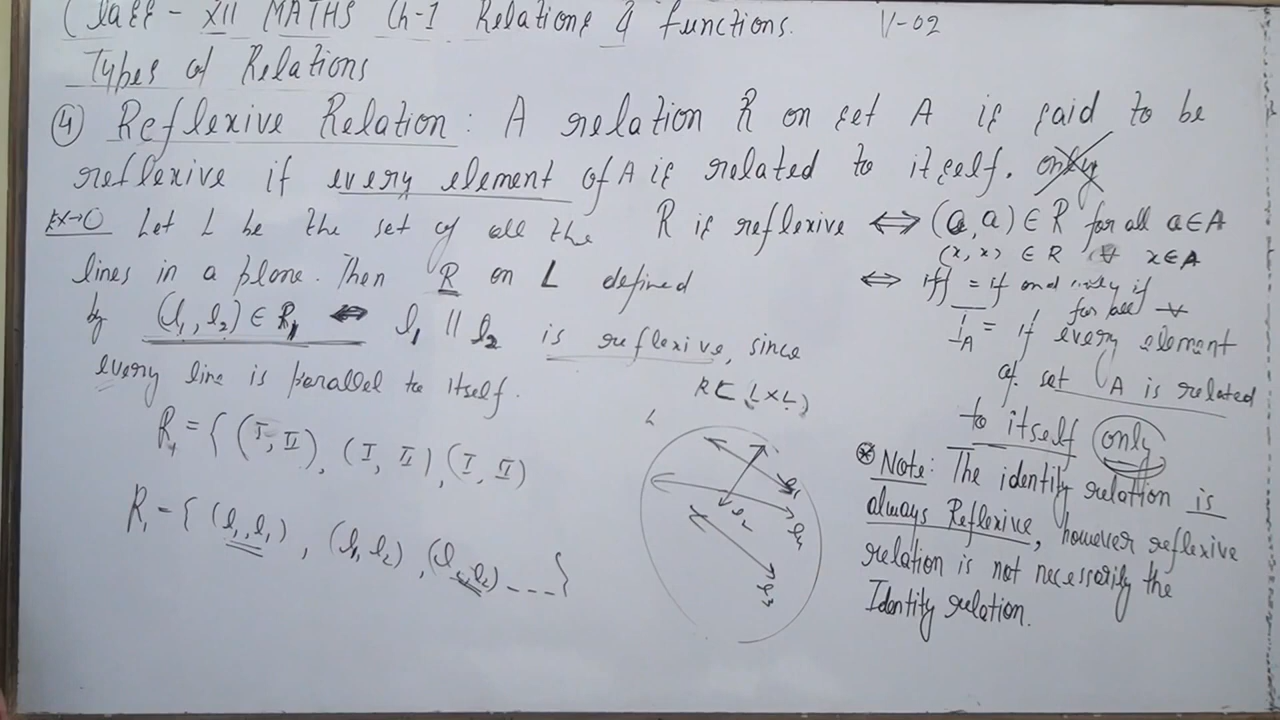 Class - XII MATHS Ch-1 Relations & functions. V-02
Types of Relations
④ Reflexive Relation: A relation R on set A is said to be
reflexive if every element of A is related to itself. only
Ex→① Let L be the set of all the
lines in a plane. Then R on L defined
by (l₁, l₂) ∈ R₁ ⇔ l₁ || l₂ is reflexive, since
every line is parallel to itself.
R₁ = { (I, II), (I, II), (I, II)
R₁ = { (l₁, l₁), (l₁, l₂), (l₂, l₂) ---- }
R is reflexive ⇔ (a, a) ∈ R for all a ∈ A
(x, x) ∈ R ∀ x ∈ A
⇔ iff = if and only if
for all ∀
I_A = if every element
of set A is related
to itself only
R ⊂ (L×L)
L
l₁
l₂
l₄
l₃
⊛ Note: The identity relation is
always Reflexive, however reflexive
relation is not necessarily the
Identity relation.